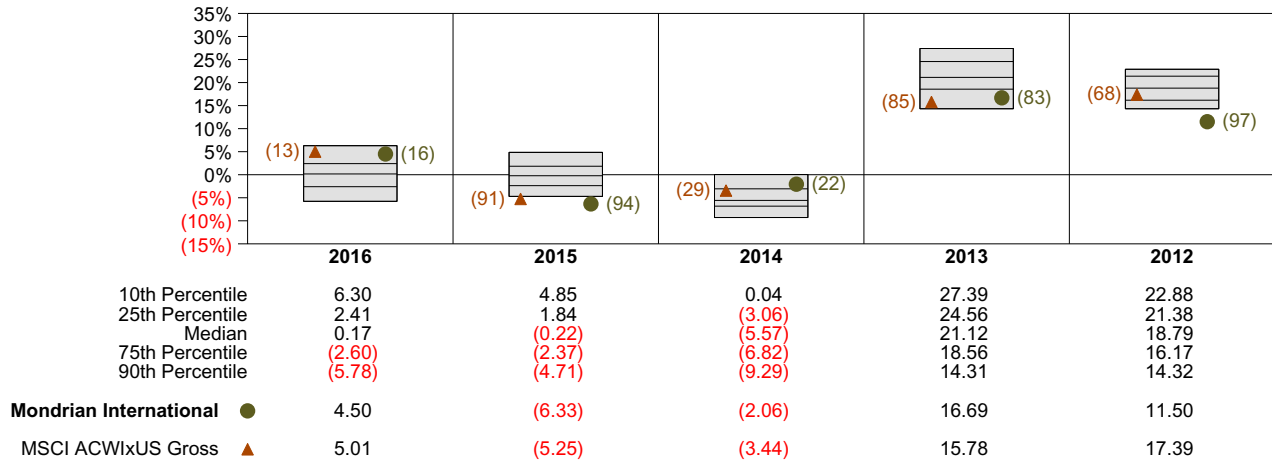 35%
30%
25%
20%
15%
10%
5%
0%
(5%)
(10%)
(15%)
(13) (16)
(91) (94)
(29) (22)
(85) (83)
(68) (97)
2016 2015 2014 2013 2012
10th Percentile 6.30 4.85 0.04 27.39 22.88
25th Percentile 2.41 1.84 (3.06) 24.56 21.38
Median 0.17 (0.22) (5.57) 21.12 18.79
75th Percentile (2.60) (2.37) (6.82) 18.56 16.17
90th Percentile (5.78) (4.71) (9.29) 14.31 14.32
Mondrian International 4.50 (6.33) (2.06) 16.69 11.50
MSCI ACWIxUS Gross 5.01 (5.25) (3.44) 15.78 17.39